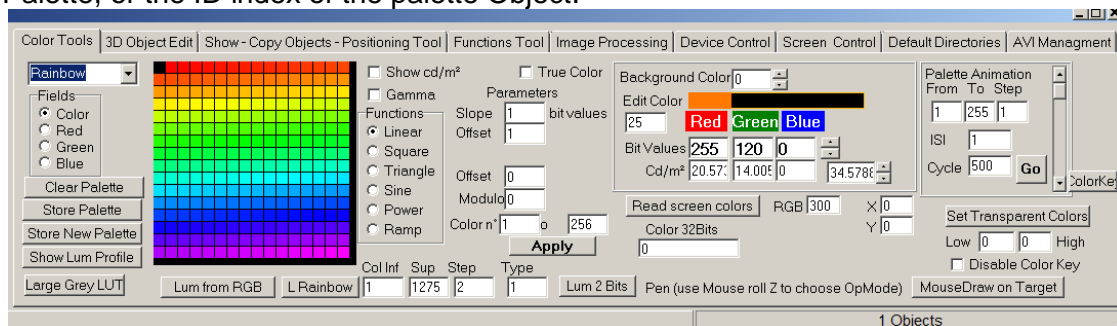 Palette, or the ID index of the palette Object.
Color Tools 3D Object Edit Show - Copy Objects - Positioning Tool Functions Tool Image Processing Device Control Screen Control Default Directories AVI Managment
Rainbow
Fields
Color
Red
Green
Blue
Clear Palette
Store Palette
Store New Palette
Show Lum Profile
Large Grey LUT
Lum from RGB
L Rainbow
Show cd/m²
True Color
Gamma
Functions
Linear
Square
Triangle
Sine
Power
Ramp
Parameters
Slope 1 bit values
Offset 1
Offset 0
Modulo 0
Color n° 1 o 256
Apply
Col Inf Sup Step Type
1 1275 2 1
Lum 2 Bits
Background Color 0
Edit Color
25 Red Green Blue
Bit Values 255 120 0
Cd/m² 20.57 14.005 0 34.5788
Read screen colors RGB 300 X 0
Color 32Bits Y 0
0
Pen (use Mouse roll Z to choose OpMode) MouseDraw on Target
Palette Animation
From To Step
1 255 1
ISI 1
Cycle 500 Go
ColorKe
Set Transparent Colors
Low 0 0 High
Disable Color Key
1 Objects